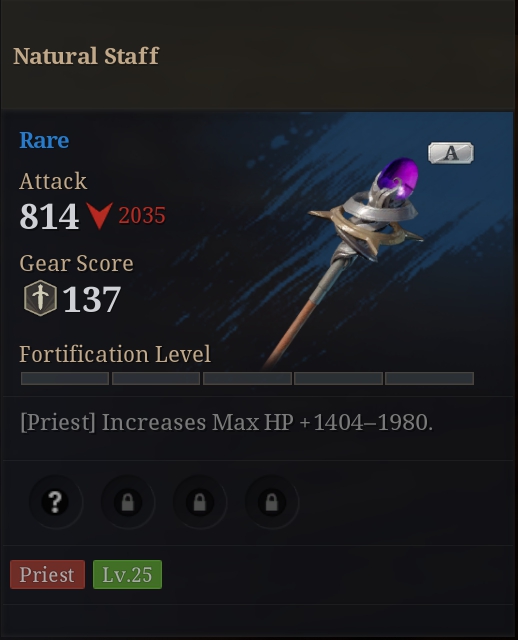 Natural Staff
Rare
A
Attack
814 2035
Gear Score
137
Fortification Level
[Priest] Increases Max HP +1404–1980.
?
Priest Lv.25